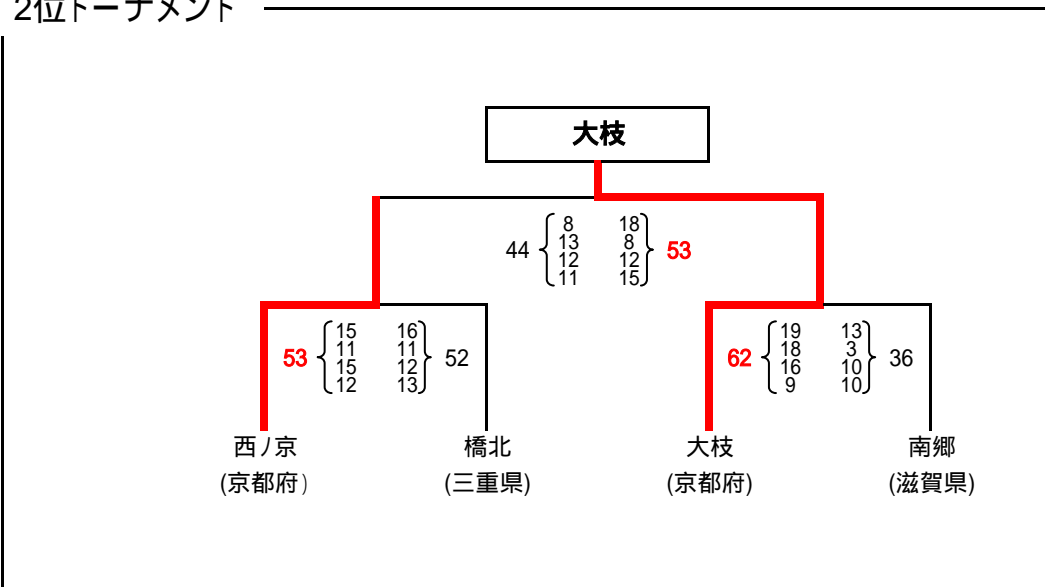 2位トーナメント
大枝
8 18
44 13 8 53
12 12
11 15
15 16 19 13
53 11 11 52 62 18 3 36
15 12 16 10
12 13 9 10
西ノ京 橋北 大枝 南郷
(京都府) (三重県) (京都府) (滋賀県)